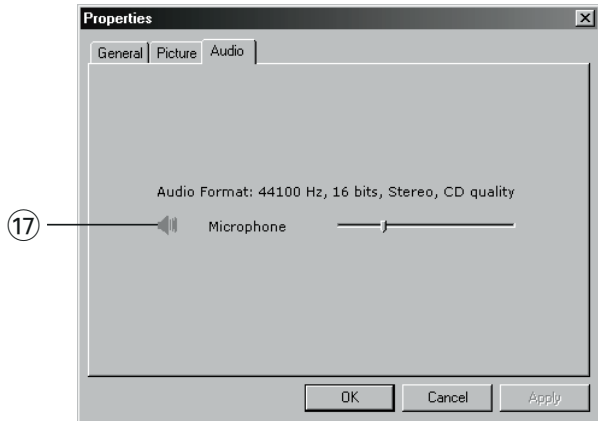 Properties
General Picture Audio
Audio Format: 44100 Hz, 16 bits, Stereo, CD quality
17 Microphone
OK Cancel Apply